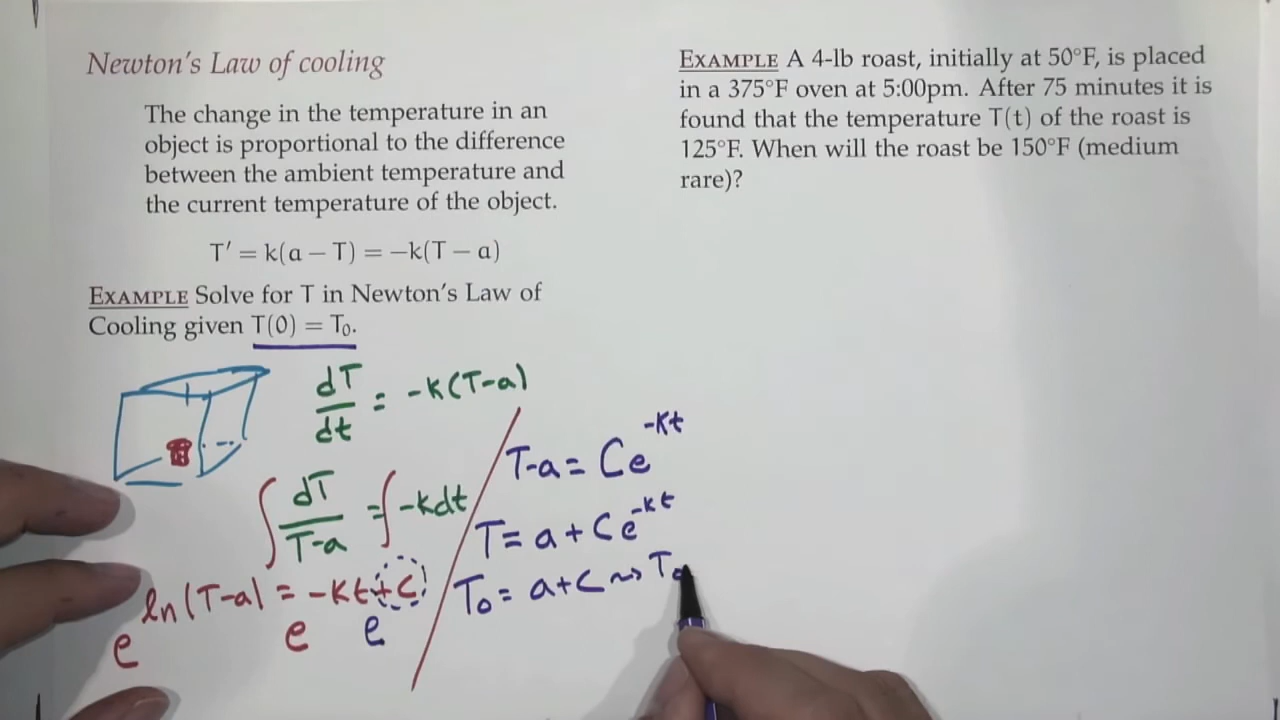 Newton's Law of cooling
The change in the temperature in an
object is proportional to the difference
between the ambient temperature and
the current temperature of the object.
T′ = k(a − T) = −k(T − a)
EXAMPLE Solve for T in Newton's Law of
Cooling given T(0) = T₀.
dT/dt = -k(T-a)
∫ dT/(T-a) = ∫ -kdt
ln(T-a) = -kt+C
e e e
T-a = Ce^-kt
T = a + Ce^-kt
T₀ = a+C ⇝ T₀
EXAMPLE A 4-lb roast, initially at 50°F, is placed
in a 375°F oven at 5:00pm. After 75 minutes it is
found that the temperature T(t) of the roast is
125°F. When will the roast be 150°F (medium
rare)?